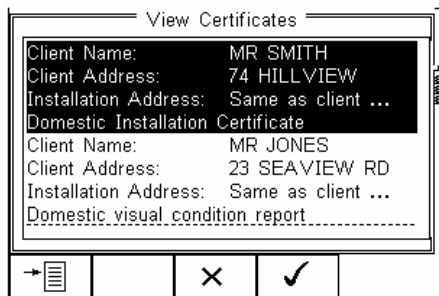 View Certificates
Client Name: MR SMITH
Client Address: 74 HILLVIEW
Installation Address: Same as client ...
Domestic Installation Certificate
Client Name: MR JONES
Client Address: 23 SEAVIEW RD
Installation Address: Same as client ...
Domestic visual condition report